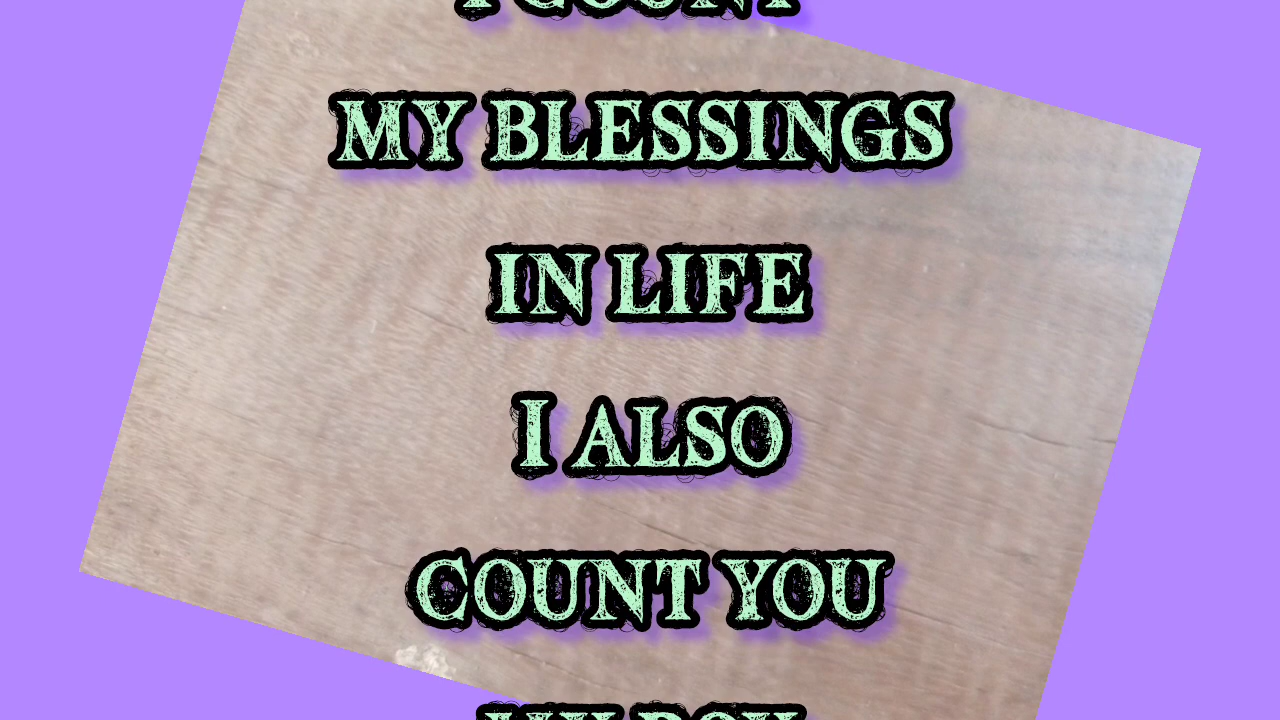 I COUNT
MY BLESSINGS
IN LIFE
I ALSO
COUNT YOU